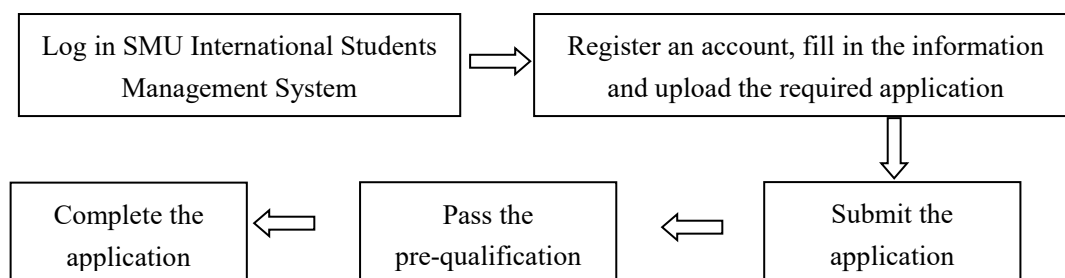 Log in SMU International Students
Management System
Register an account, fill in the information
and upload the required application
Submit the
application
Pass the
pre-qualification
Complete the
application